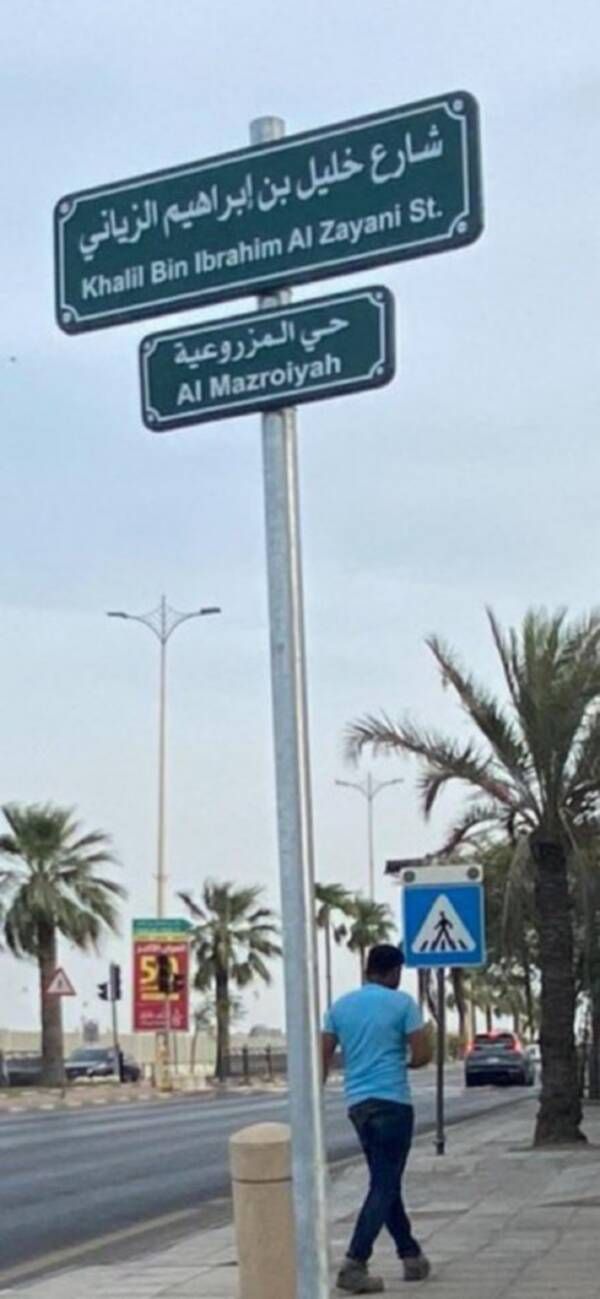 شارع خليل بن إبراهيم الزياني
Khalil Bin Ibrahim Al Zayani St.
حي المزروعية
Al Mazroiyah